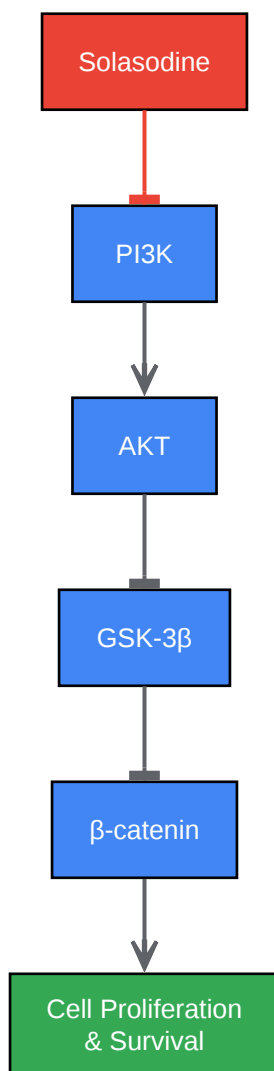 Solasodine
PI3K
AKT
GSK-3β
β-catenin
Cell Proliferation
& Survival